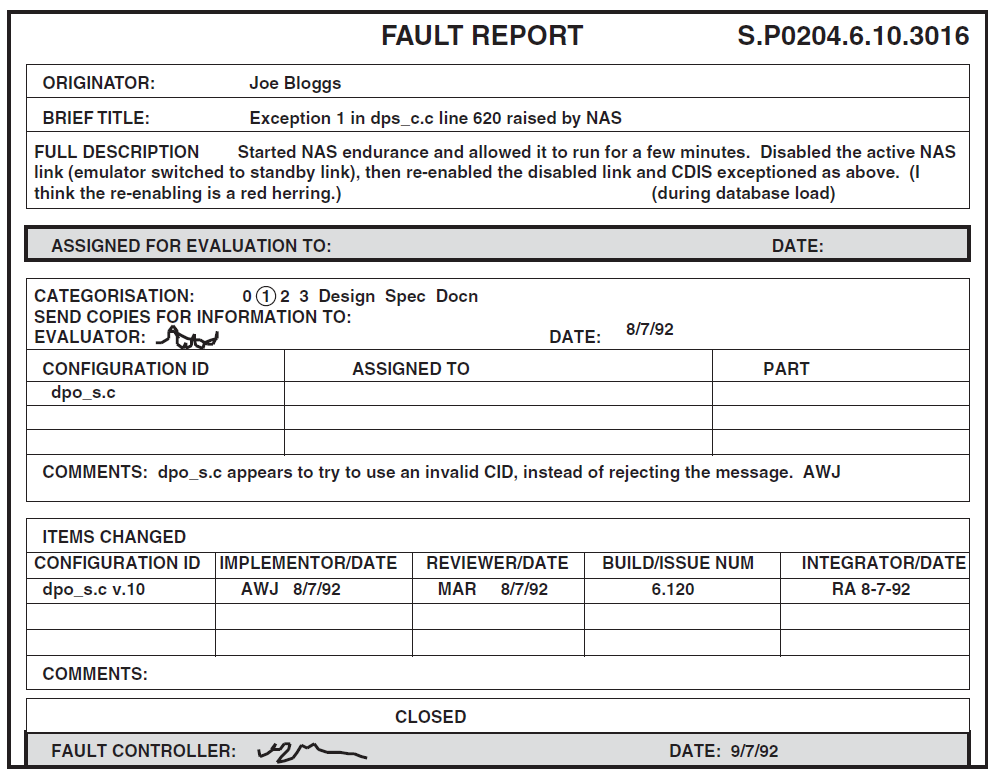 FAULT REPORT S.P0204.6.10.3016
ORIGINATOR: Joe Bloggs
BRIEF TITLE: Exception 1 in dps_c.c line 620 raised by NAS
FULL DESCRIPTION Started NAS endurance and allowed it to run for a few minutes. Disabled the active NAS
link (emulator switched to standby link), then re-enabled the disabled link and CDIS exceptioned as above. (I
think the re-enabling is a red herring.) (during database load)
ASSIGNED FOR EVALUATION TO: DATE:
CATEGORISATION: 0 1 2 3 Design Spec Docn
SEND COPIES FOR INFORMATION TO:
EVALUATOR: DATE: 8/7/92
CONFIGURATION ID ASSIGNED TO PART
dpo_s.c
COMMENTS: dpo_s.c appears to try to use an invalid CID, instead of rejecting the message. AWJ
ITEMS CHANGED
CONFIGURATION ID IMPLEMENTOR/DATE REVIEWER/DATE BUILD/ISSUE NUM INTEGRATOR/DATE
dpo_s.c v.10 AWJ 8/7/92 MAR 8/7/92 6.120 RA 8-7-92
COMMENTS:
CLOSED
FAULT CONTROLLER: DATE: 9/7/92